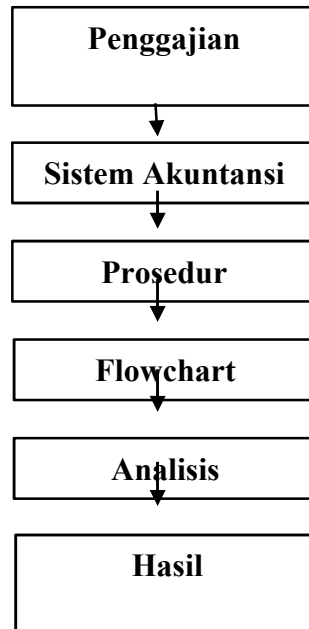 Penggajian
Sistem Akuntansi
Prosedur
Flowchart
Analisis
Hasil